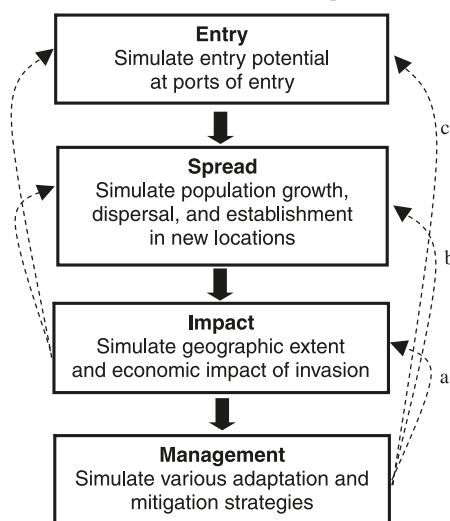 Entry
Simulate entry potential
at ports of entry
c
Spread
Simulate population growth,
dispersal, and establishment
in new locations
b
Impact
Simulate geographic extent
and economic impact of invasion
a
Management
Simulate various adaptation and
mitigation strategies